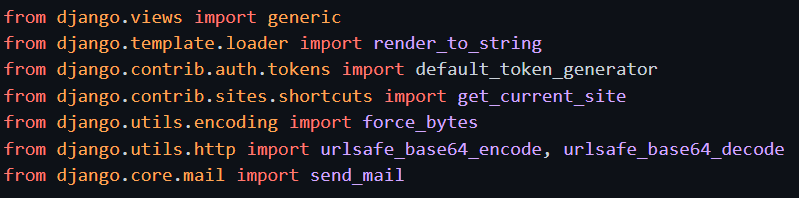 from django.views import generic
from django.template.loader import render_to_string
from django.contrib.auth.tokens import default_token_generator
from django.contrib.sites.shortcuts import get_current_site
from django.utils.encoding import force_bytes
from django.utils.http import urlsafe_base64_encode, urlsafe_base64_decode
from django.core.mail import send_mail